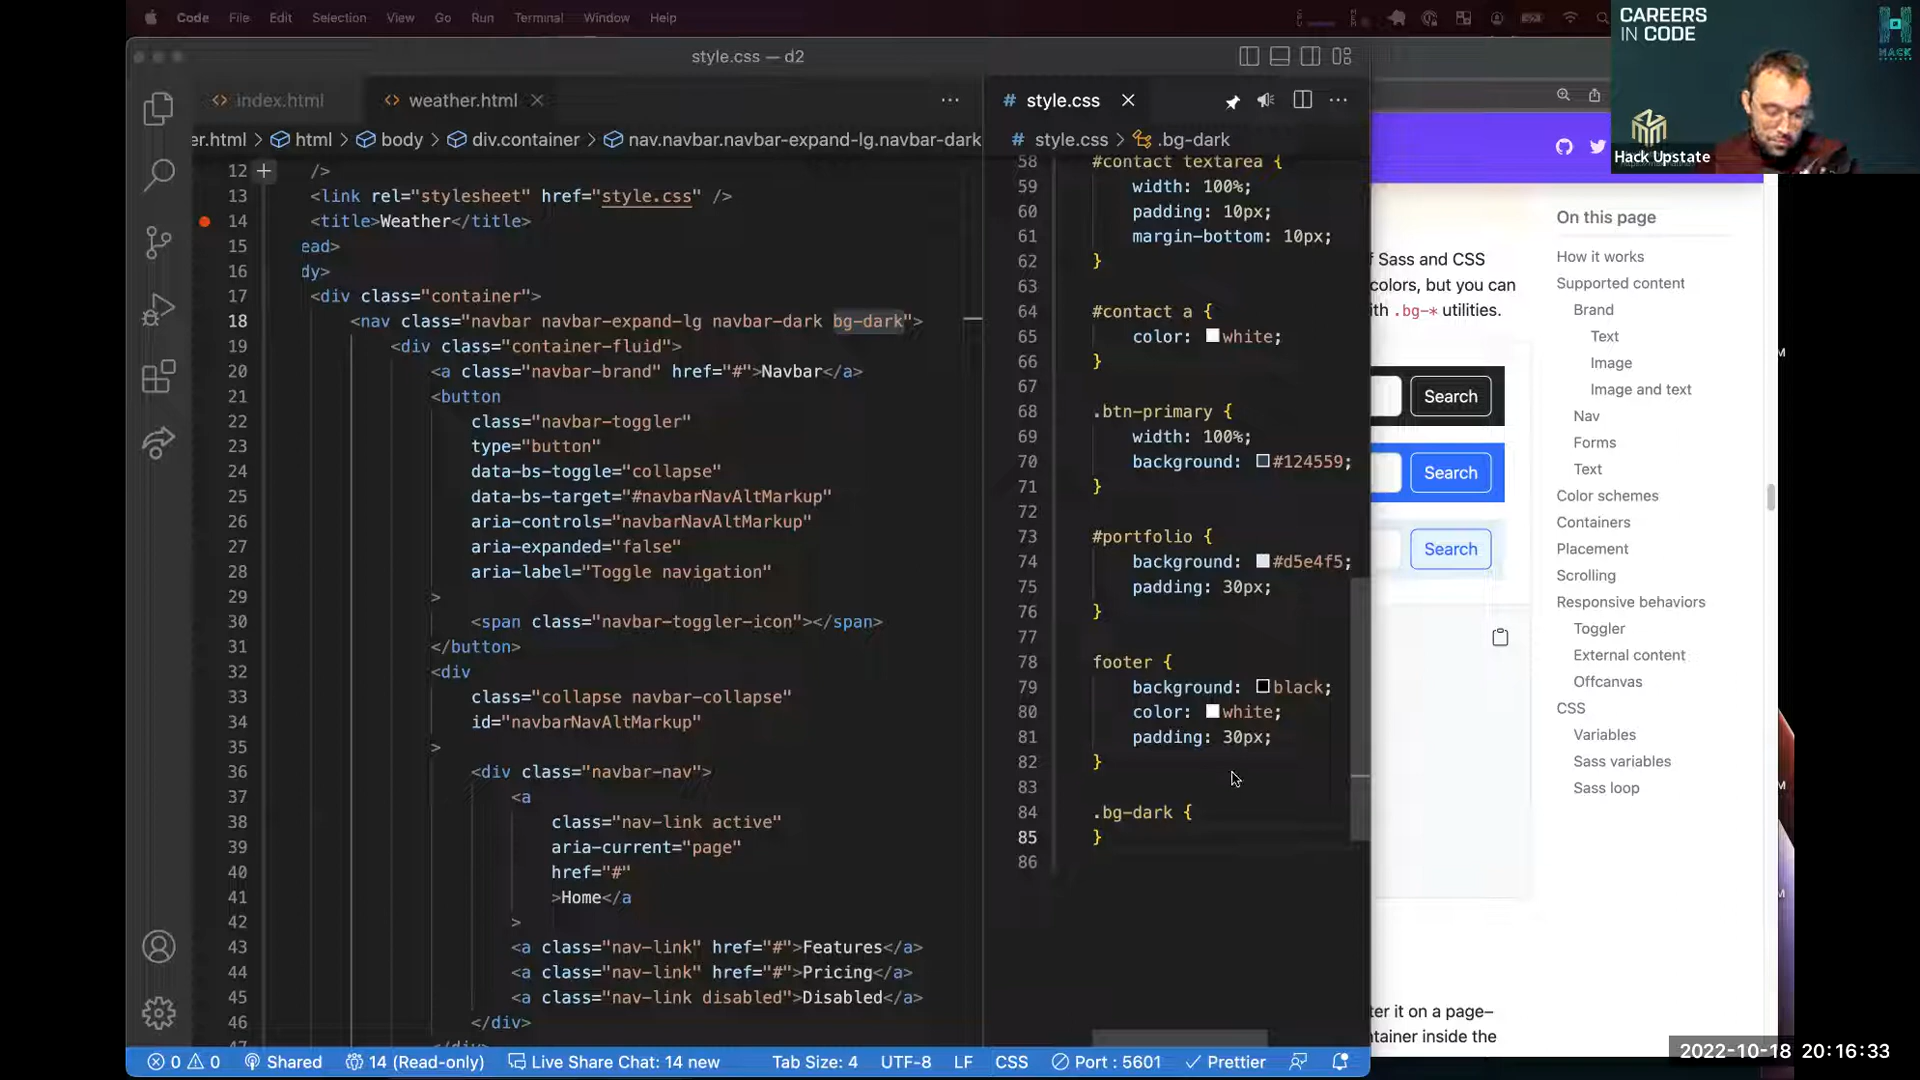 Code File Edit Selection View Go Run Terminal Window Help
CAREERS
IN CODE
HACK
Hack Upstate
style.css — d2
index.html
weather.html
style.css
er.html > html > body > div.container > nav.navbar.navbar-expand-lg.navbar-dark
style.css > .bg-dark
12 />
13 <link rel="stylesheet" href="style.css" />
14 <title>Weather</title>
15 ead>
16 dy>
17 <div class="container">
18 <nav class="navbar navbar-expand-lg navbar-dark bg-dark">
19 <div class="container-fluid">
20 <a class="navbar-brand" href="#">Navbar</a>
21 <button
22 class="navbar-toggler"
23 type="button"
24 data-bs-toggle="collapse"
25 data-bs-target="#navbarNavAltMarkup"
26 aria-controls="navbarNavAltMarkup"
27 aria-expanded="false"
28 aria-label="Toggle navigation"
29 >
30 <span class="navbar-toggler-icon"></span>
31 </button>
32 <div
33 class="collapse navbar-collapse"
34 id="navbarNavAltMarkup"
35 >
36 <div class="navbar-nav">
37 <a
38 class="nav-link active"
39 aria-current="page"
40 href="#"
41 >Home</a
42 >
43 <a class="nav-link" href="#">Features</a>
44 <a class="nav-link" href="#">Pricing</a>
45 <a class="nav-link disabled">Disabled</a>
46 </div>
58 #contact textarea {
59 width: 100%;
60 padding: 10px;
61 margin-bottom: 10px;
62 }
63
64 #contact a {
65 color: white;
66 }
67
68 .btn-primary {
69 width: 100%;
70 background: #124559;
71 }
72
73 #portfolio {
74 background: #d5e4f5;
75 padding: 30px;
76 }
77
78 footer {
79 background: black;
80 color: white;
81 padding: 30px;
82 }
83
84 .bg-dark {
85 }
86
f Sass and CSS
colors, but you can
th .bg-* utilities.
Search
Search
Search
ter it on a page–
ntainer inside the
On this page
How it works
Supported content
Brand
Text
Image
Image and text
Nav
Forms
Text
Color schemes
Containers
Placement
Scrolling
Responsive behaviors
Toggler
External content
Offcanvas
CSS
Variables
Sass variables
Sass loop
0 0 Shared 14 (Read-only) Live Share Chat: 14 new Tab Size: 4 UTF-8 LF CSS Port : 5601 Prettier
2022-10-18 20:16:33